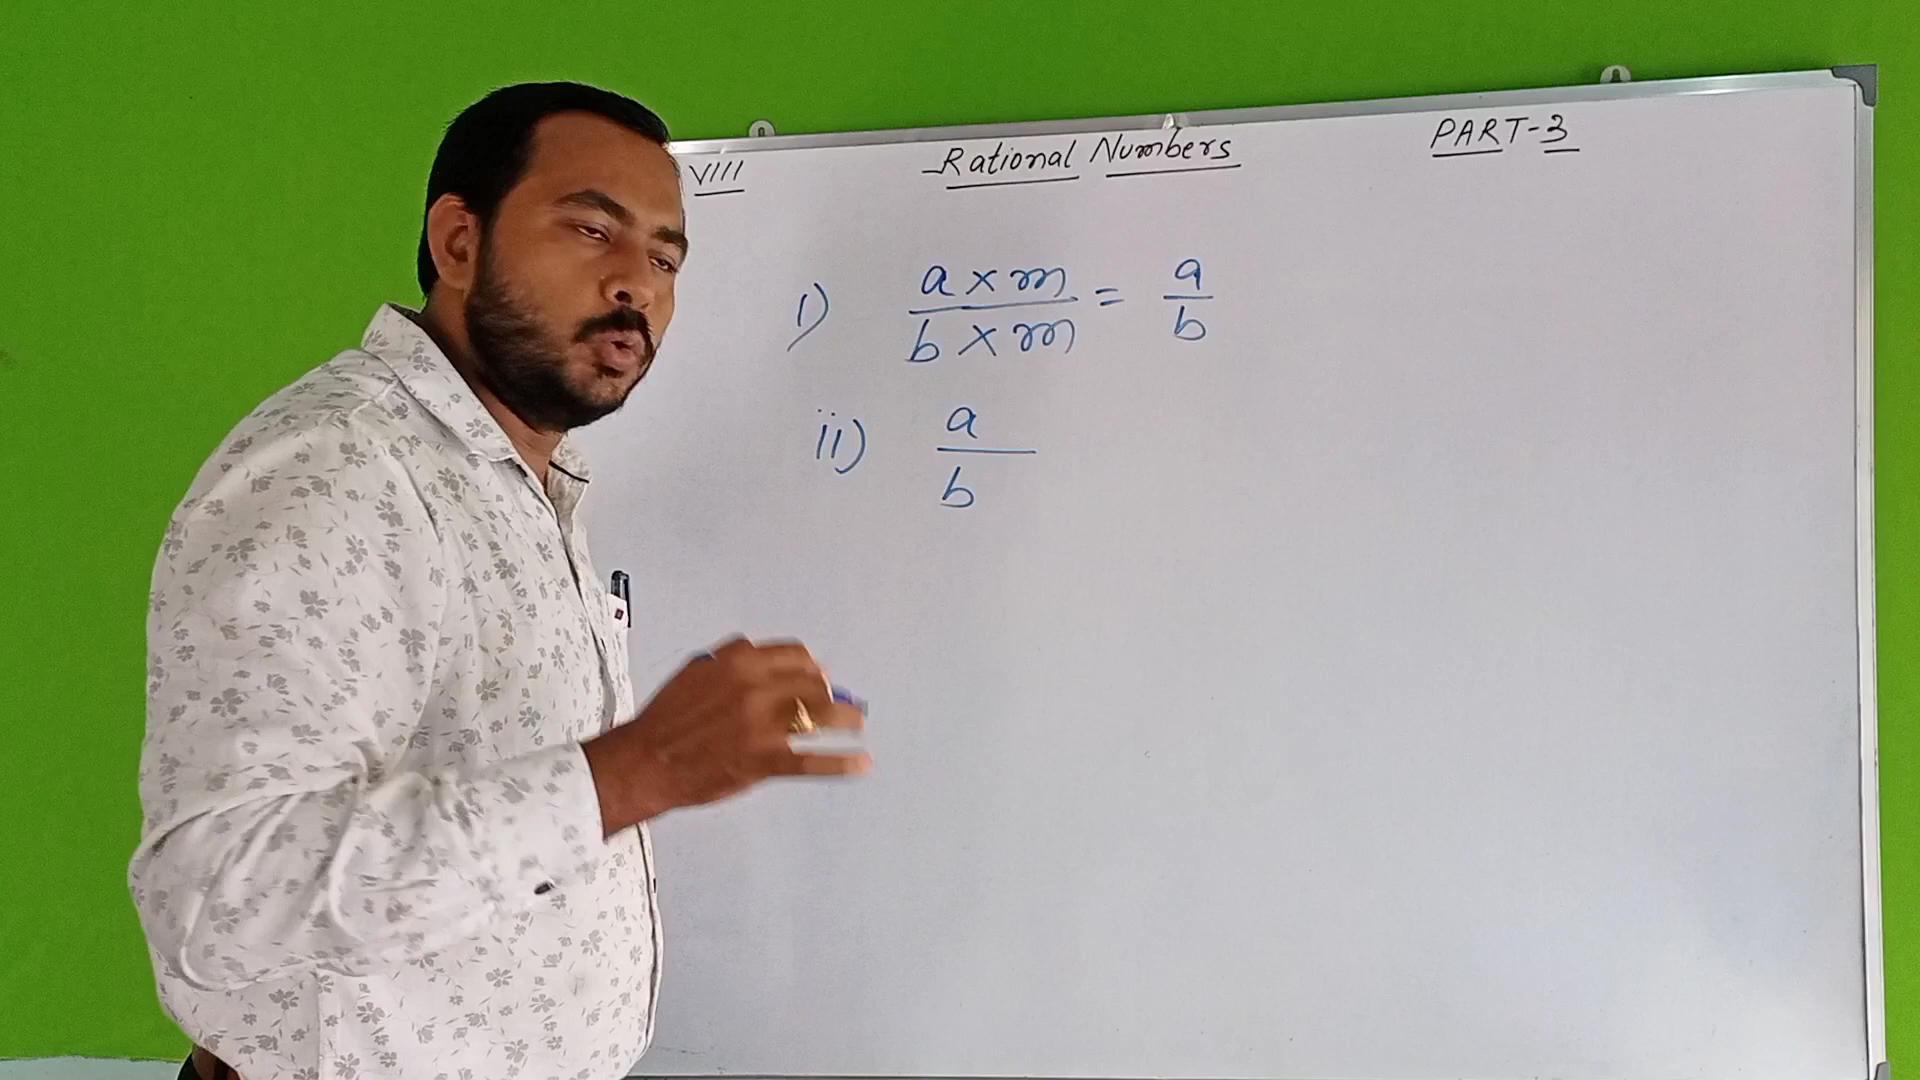 VIII Rational Numbers PART-3
i) a × m / b × m = a / b
ii) a / b